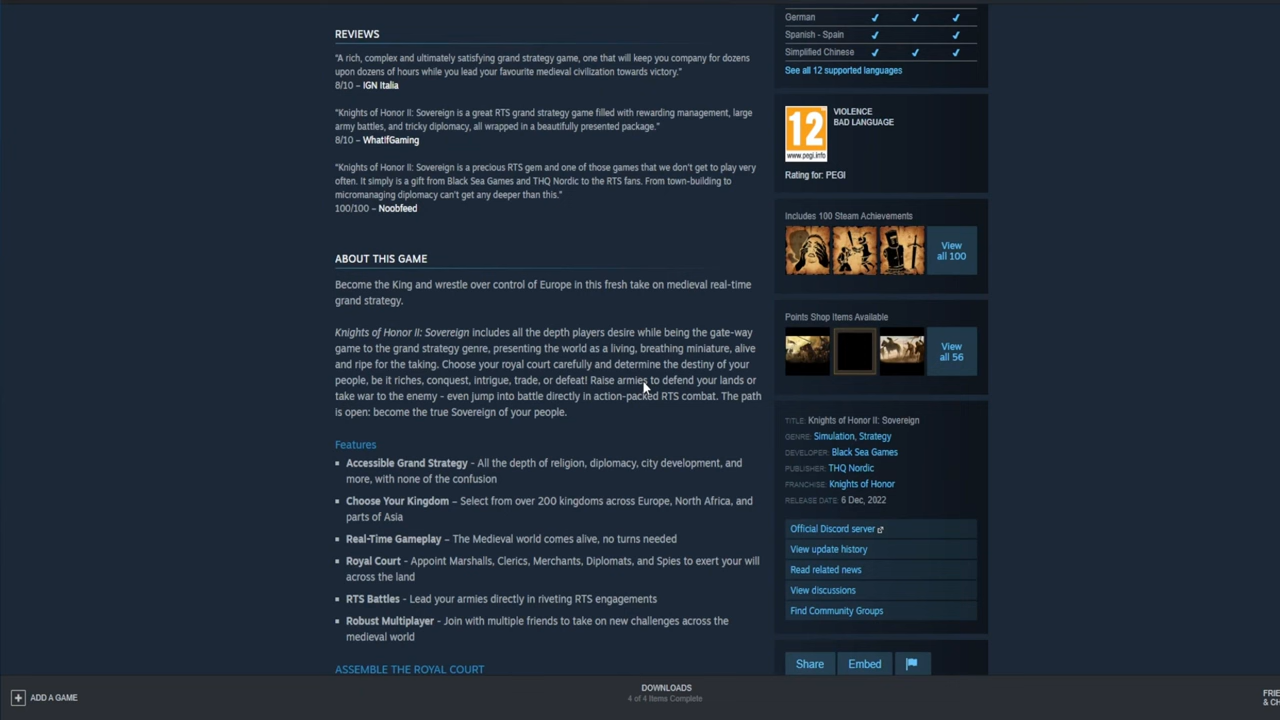 REVIEWS
"A rich, complex and ultimately satisfying grand strategy game, one that will keep you company for dozens
upon dozens of hours while you lead your favourite medieval civilization towards victory."
8/10 – IGN Italia
"Knights of Honor II: Sovereign is a great RTS grand strategy game filled with rewarding management, large
army battles, and tricky diplomacy, all wrapped in a beautifully presented package."
8/10 – WhatIfGaming
"Knights of Honor II: Sovereign is a precious RTS gem and one of those games that we don't get to play very
often. It simply is a gift from Black Sea Games and THQ Nordic to the RTS fans. From town-building to
micromanaging diplomacy can't get any deeper than this."
100/100 – Noobfeed
ABOUT THIS GAME
Become the King and wrestle over control of Europe in this fresh take on medieval real-time
grand strategy.
Knights of Honor II: Sovereign includes all the depth players desire while being the gate-way
game to the grand strategy genre, presenting the world as a living, breathing miniature, alive
and ripe for the taking. Choose your royal court carefully and determine the destiny of your
people, be it riches, conquest, intrigue, trade, or defeat! Raise armies to defend your lands or
take war to the enemy - even jump into battle directly in action-packed RTS combat. The path
is open: become the true Sovereign of your people.
Features
Accessible Grand Strategy - All the depth of religion, diplomacy, city development, and
more, with none of the confusion
Choose Your Kingdom – Select from over 200 kingdoms across Europe, North Africa, and
parts of Asia
Real-Time Gameplay – The Medieval world comes alive, no turns needed
Royal Court - Appoint Marshalls, Clerics, Merchants, Diplomats, and Spies to exert your will
across the land
RTS Battles - Lead your armies directly in riveting RTS engagements
Robust Multiplayer - Join with multiple friends to take on new challenges across the
medieval world
ASSEMBLE THE ROYAL COURT
German ✓ ✓ ✓
Spanish - Spain ✓ ✓
Simplified Chinese ✓ ✓ ✓
See all 12 supported languages
12
www.pegi.info
VIOLENCE
BAD LANGUAGE
Rating for: PEGI
Includes 100 Steam Achievements
View
all 100
Points Shop Items Available
View
all 56
TITLE: Knights of Honor II: Sovereign
GENRE: Simulation, Strategy
DEVELOPER: Black Sea Games
PUBLISHER: THQ Nordic
FRANCHISE: Knights of Honor
RELEASE DATE: 6 Dec, 2022
Official Discord server
View update history
Read related news
View discussions
Find Community Groups
Share Embed
ADD A GAME
DOWNLOADS
4 of 4 Items Complete
FRIE
& CH